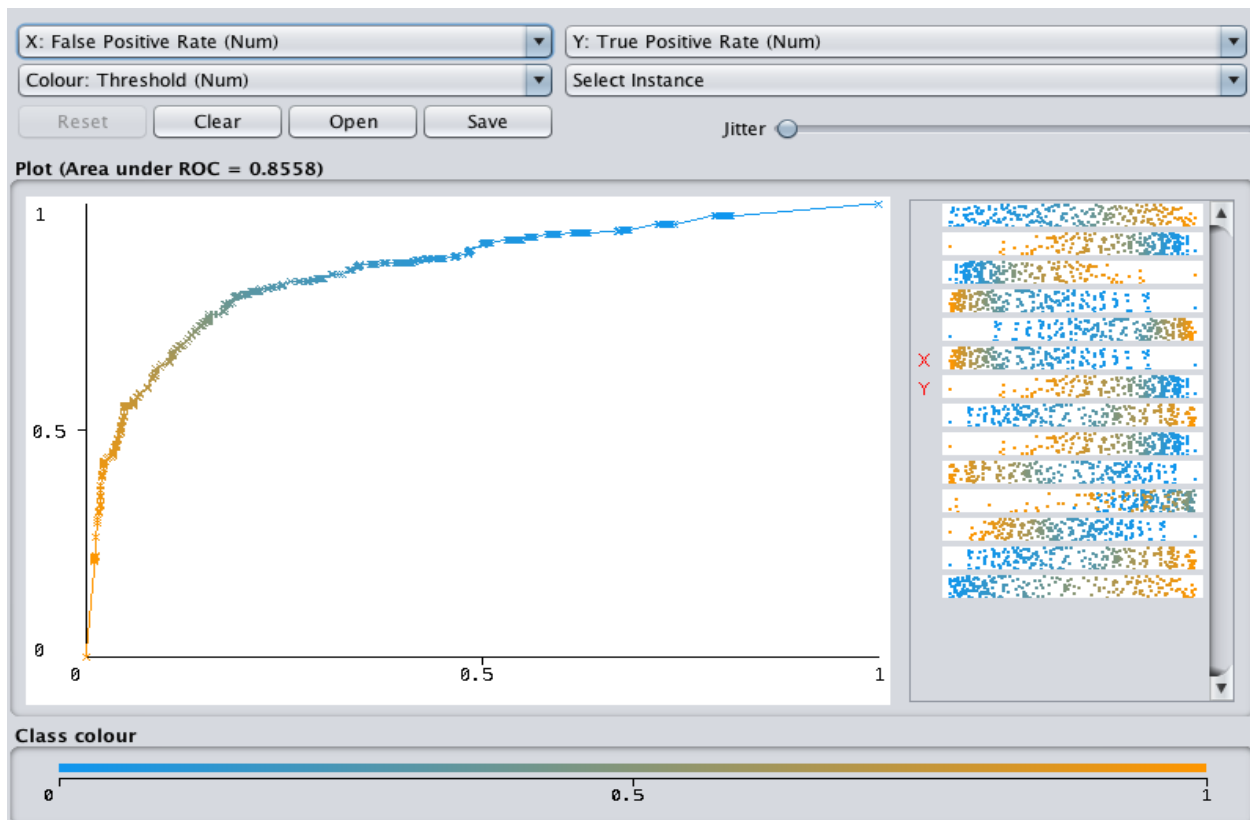 X: False Positive Rate (Num) Y: True Positive Rate (Num)
Colour: Threshold (Num) Select Instance
Reset Clear Open Save Jitter
Plot (Area under ROC = 0.8558)
1
0.5
0
0 0.5 1
X
Y
Class colour
0 0.5 1